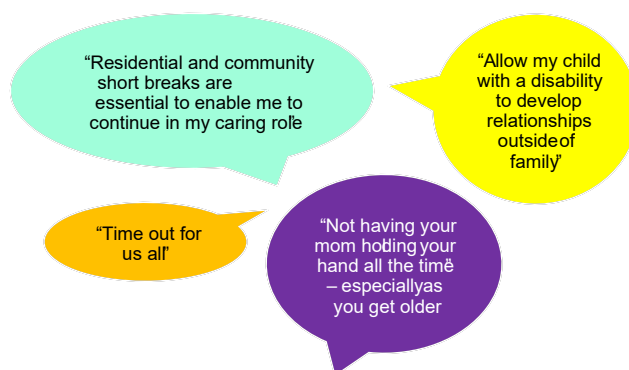 “Residential and community
short breaks are
essential to enable me to
continue in my caring role”
“Allow my child
with a disability
to develop
relationships
outside of
family”
“Time out for
us all”
“Not having your
mom holding your
hand all the time”
– especially as
you get older